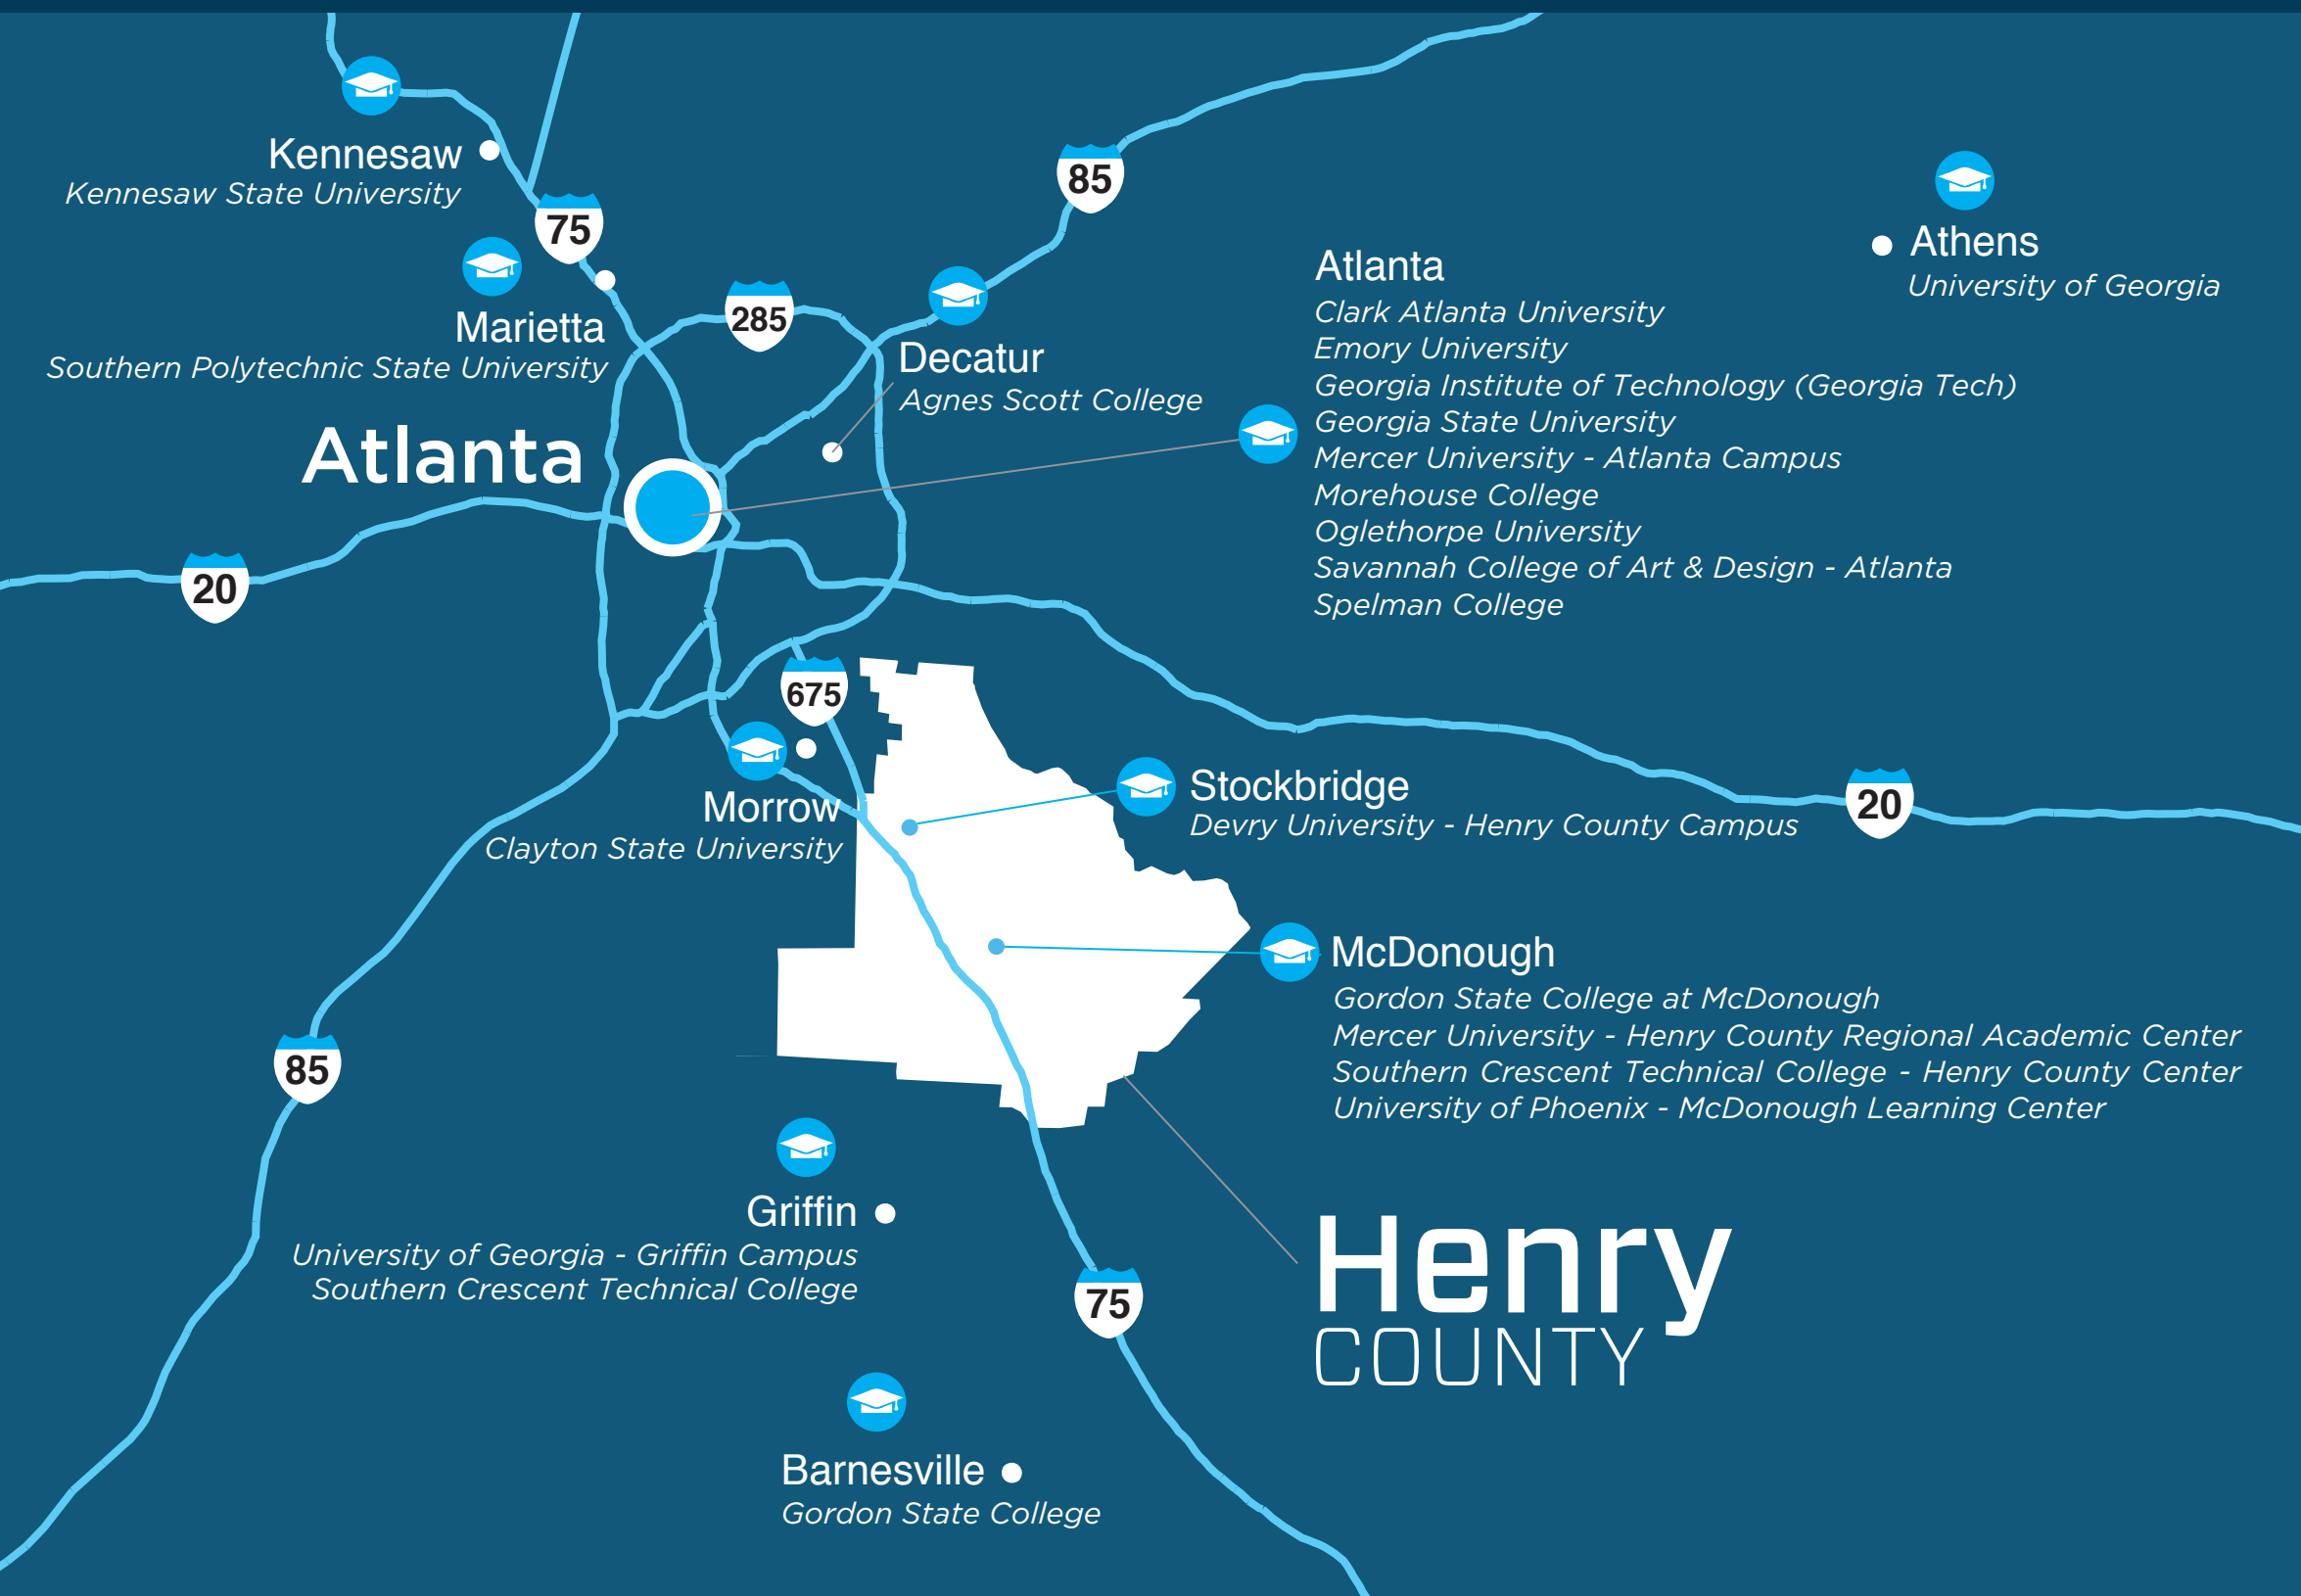 Kennesaw
Kennesaw State University
75
85
Athens
University of Georgia
Marietta
Southern Polytechnic State University
285
Decatur
Agnes Scott College
Atlanta
Clark Atlanta University
Emory University
Georgia Institute of Technology (Georgia Tech)
Georgia State University
Mercer University - Atlanta Campus
Morehouse College
Oglethorpe University
Savannah College of Art & Design - Atlanta
Spelman College
Atlanta
20
675
Morrow
Clayton State University
Stockbridge
Devry University - Henry County Campus
20
McDonough
Gordon State College at McDonough
Mercer University - Henry County Regional Academic Center
Southern Crescent Technical College - Henry County Center
University of Phoenix - McDonough Learning Center
85
Griffin
University of Georgia - Griffin Campus
Southern Crescent Technical College
75
Henry
COUNTY
Barnesville
Gordon State College